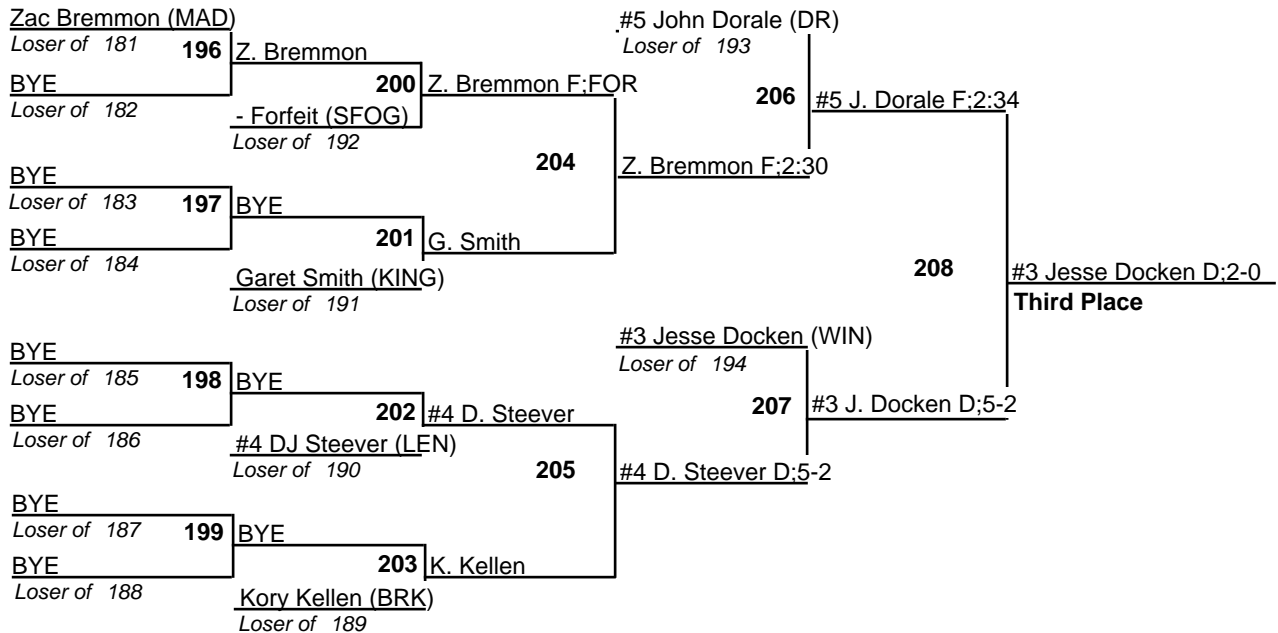 Zac Bremmon (MAD)
Loser of 181
196
BYE
Loser of 182
Z. Bremmon
200
- Forfeit (SFOG)
Loser of 192
Z. Bremmon F;FOR
204
BYE
Loser of 183
197
BYE
Loser of 184
BYE
201
Garet Smith (KING)
Loser of 191
G. Smith
#5 John Dorale (DR)
Loser of 193
206
Z. Bremmon F;2:30
#5 J. Dorale F;2:34
208
#3 Jesse Docken D;2-0
Third Place
BYE
Loser of 185
198
BYE
Loser of 186
BYE
202
#4 DJ Steever (LEN)
Loser of 190
#4 D. Steever
205
BYE
Loser of 187
199
BYE
Loser of 188
BYE
203
Kory Kellen (BRK)
Loser of 189
K. Kellen
#3 Jesse Docken (WIN)
Loser of 194
207
#4 D. Steever D;5-2
#3 J. Docken D;5-2